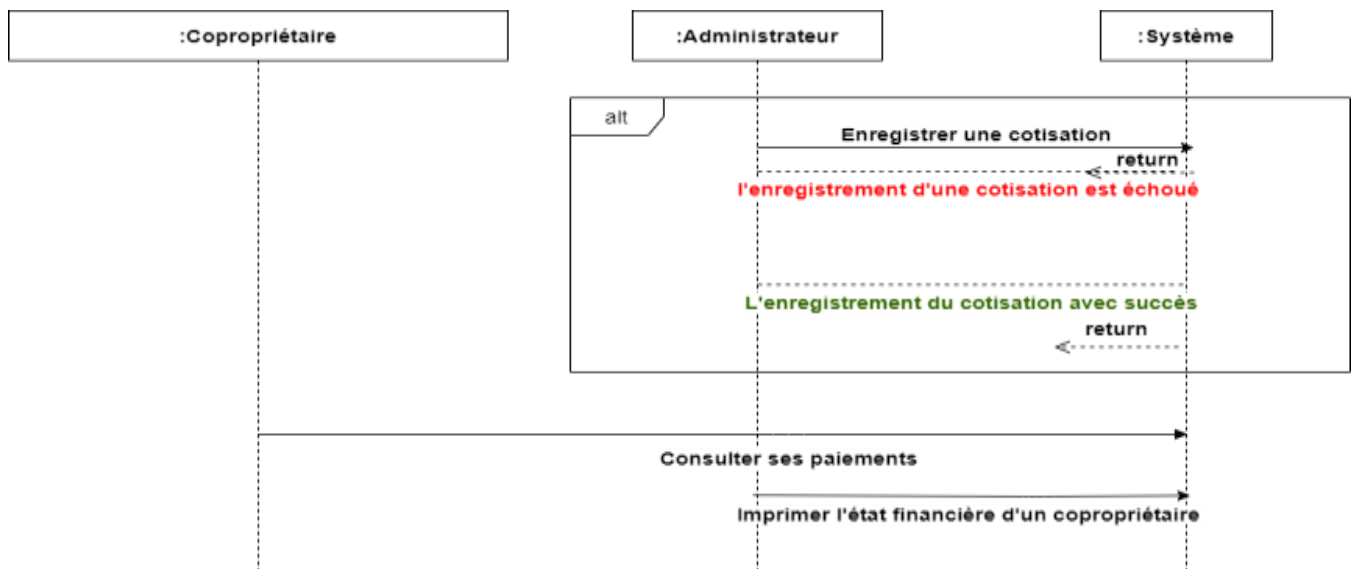 :Copropriétaire
:Administrateur
:Système
alt
Enregistrer une cotisation
return
l'enregistrement d'une cotisation est échoué
L'enregistrement du cotisation avec succès
return
Consulter ses paiements
Imprimer l'état financière d'un copropriétaire